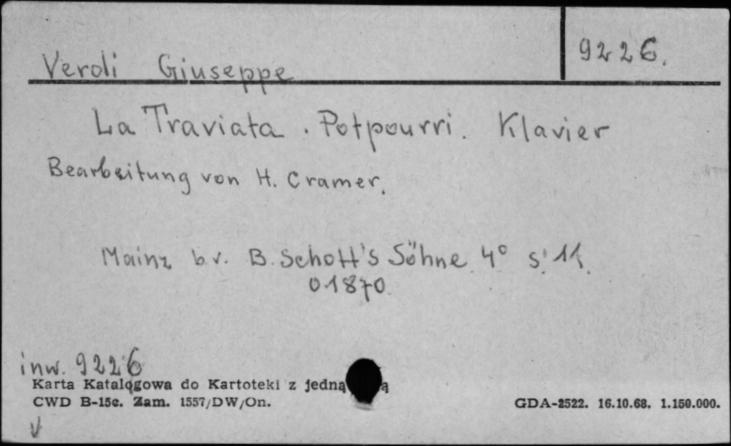 9226.
Verdi Giuseppe
La Traviata. Potpourri. Klavier
Bearbeitung von H. Cramer.
Mainz b.r. B. Schott's Söhne 4° s. 11.
01870
inw. 9226
Karta Katalogowa do Kartoteki z jedną
CWD B-15c. Zam. 1557/DW/On.
GDA-2522. 16.10.68. 1.150.000.